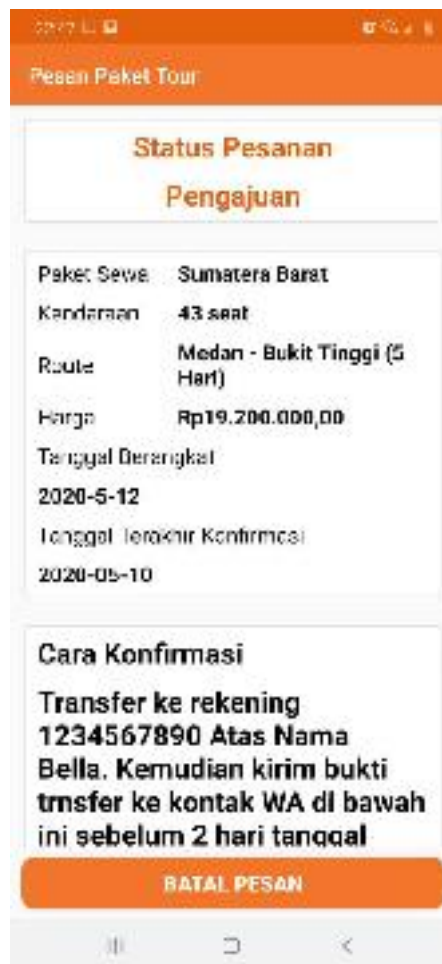 Pesan Paket Tour
Status Pesanan
Pengajuan
Paket Sewa Sumatera Barat
Kendaraan 43 seat
Route Medan - Bukit Tinggi (5
Hari)
Harga Rp19.200.000,00
Tanggal Berangkat
2020-5-12
Tanggal Terakhir Konfirmasi
2020-05-10
Cara Konfirmasi
Transfer ke rekening
1234567890 Atas Nama
Bella. Kemudian kirim bukti
trnsfer ke kontak WA di bawah
ini sebelum 2 hari tanggal
BATAL PESAN